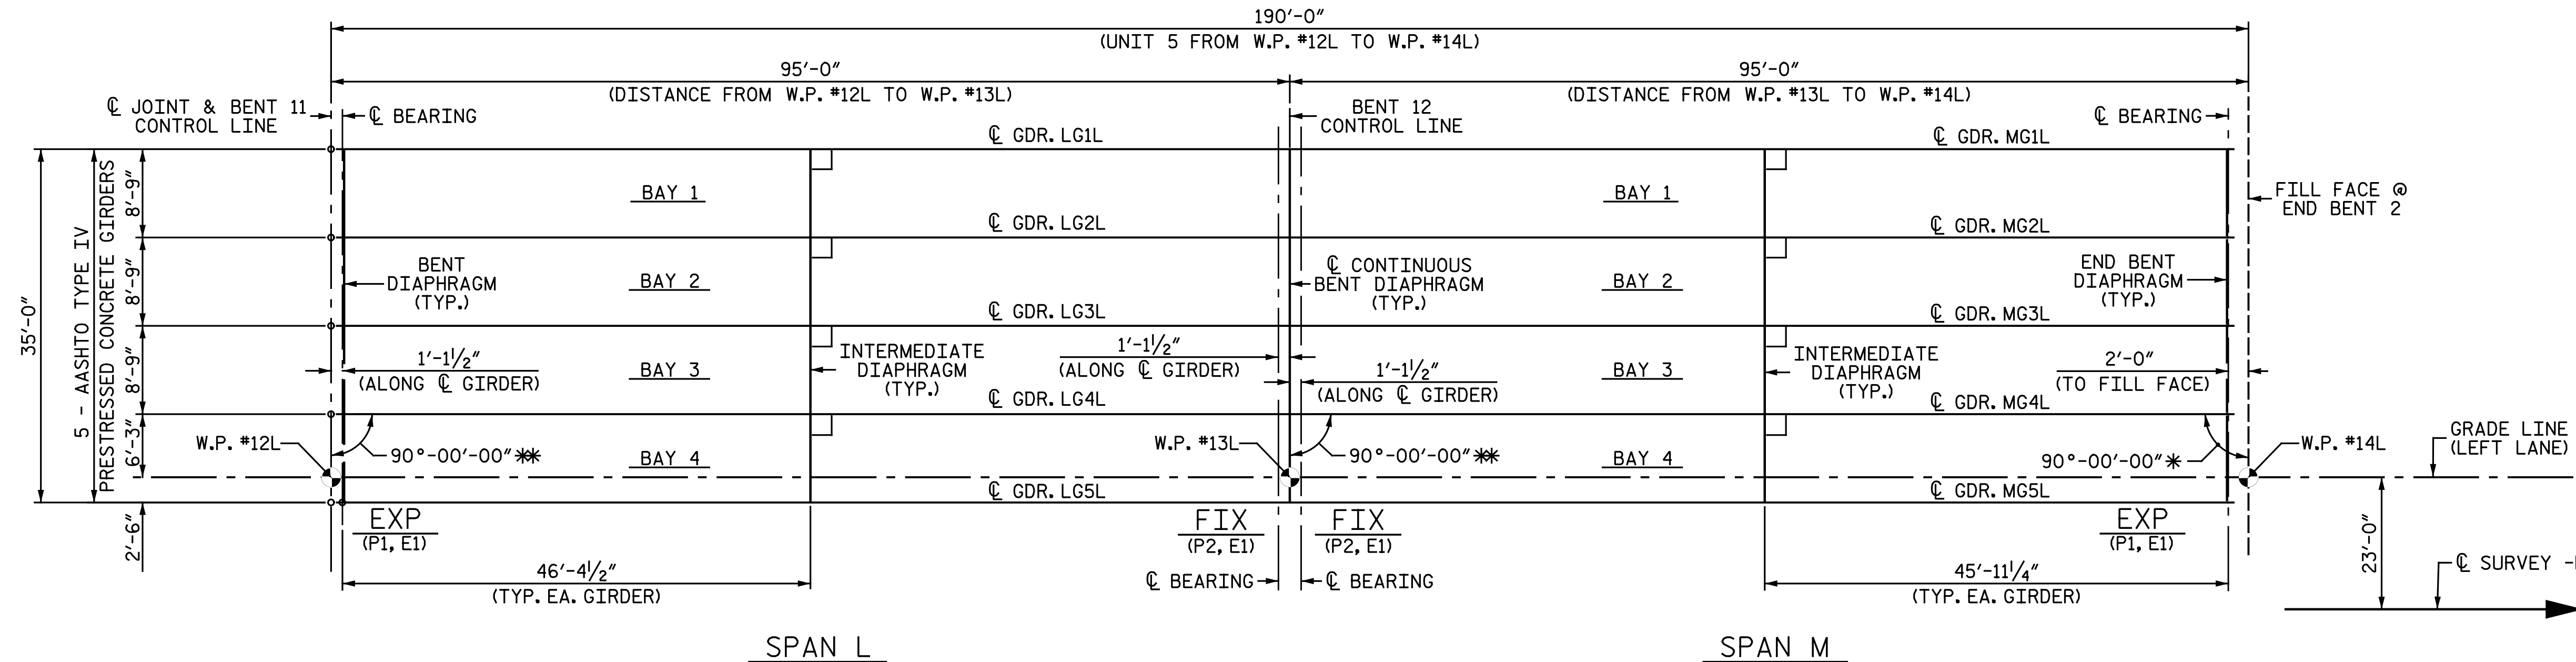 190'-0"
(UNIT 5 FROM W.P. #12L TO W.P. #14L)
95'-0"
(DISTANCE FROM W.P. #12L TO W.P. #13L)
95'-0"
(DISTANCE FROM W.P. #13L TO W.P. #14L)
℄ JOINT & BENT 11
CONTROL LINE
℄ BEARING
BENT 12
CONTROL LINE
℄ BEARING
℄ GDR. LG1L
℄ GDR. MG1L
FILL FACE @
END BENT 2
35'-0"
5 - AASHTO TYPE IV
PRESTRESSED CONCRETE GIRDERS
8'-9"
8'-9"
8'-9"
6'-3"
2'-6"
BAY 1
BAY 1
℄ GDR. LG2L
℄ GDR. MG2L
BENT
DIAPHRAGM
(TYP.)
BAY 2
℄ CONTINUOUS
BENT DIAPHRAGM
(TYP.)
BAY 2
END BENT
DIAPHRAGM
(TYP.)
℄ GDR. LG3L
℄ GDR. MG3L
1'-1½"
(ALONG ℄ GIRDER)
BAY 3
INTERMEDIATE
DIAPHRAGM
(TYP.)
1'-1½"
(ALONG ℄ GIRDER)
1'-1½"
(ALONG ℄ GIRDER)
BAY 3
INTERMEDIATE
DIAPHRAGM
(TYP.)
2'-0"
(TO FILL FACE)
℄ GDR. LG4L
℄ GDR. MG4L
W.P. #12L
90°-00'-00"**
BAY 4
W.P. #13L
90°-00'-00"**
BAY 4
90°-00'-00"*
W.P. #14L
GRADE LINE
(LEFT LANE)
℄ GDR. LG5L
℄ GDR. MG5L
EXP
(P1, E1)
FIX
(P2, E1)
FIX
(P2, E1)
EXP
(P1, E1)
23'-0"
℄ SURVEY -
46'-4½"
(TYP. EA. GIRDER)
℄ BEARING
℄ BEARING
45'-11¼"
(TYP. EA. GIRDER)
SPAN L
SPAN M